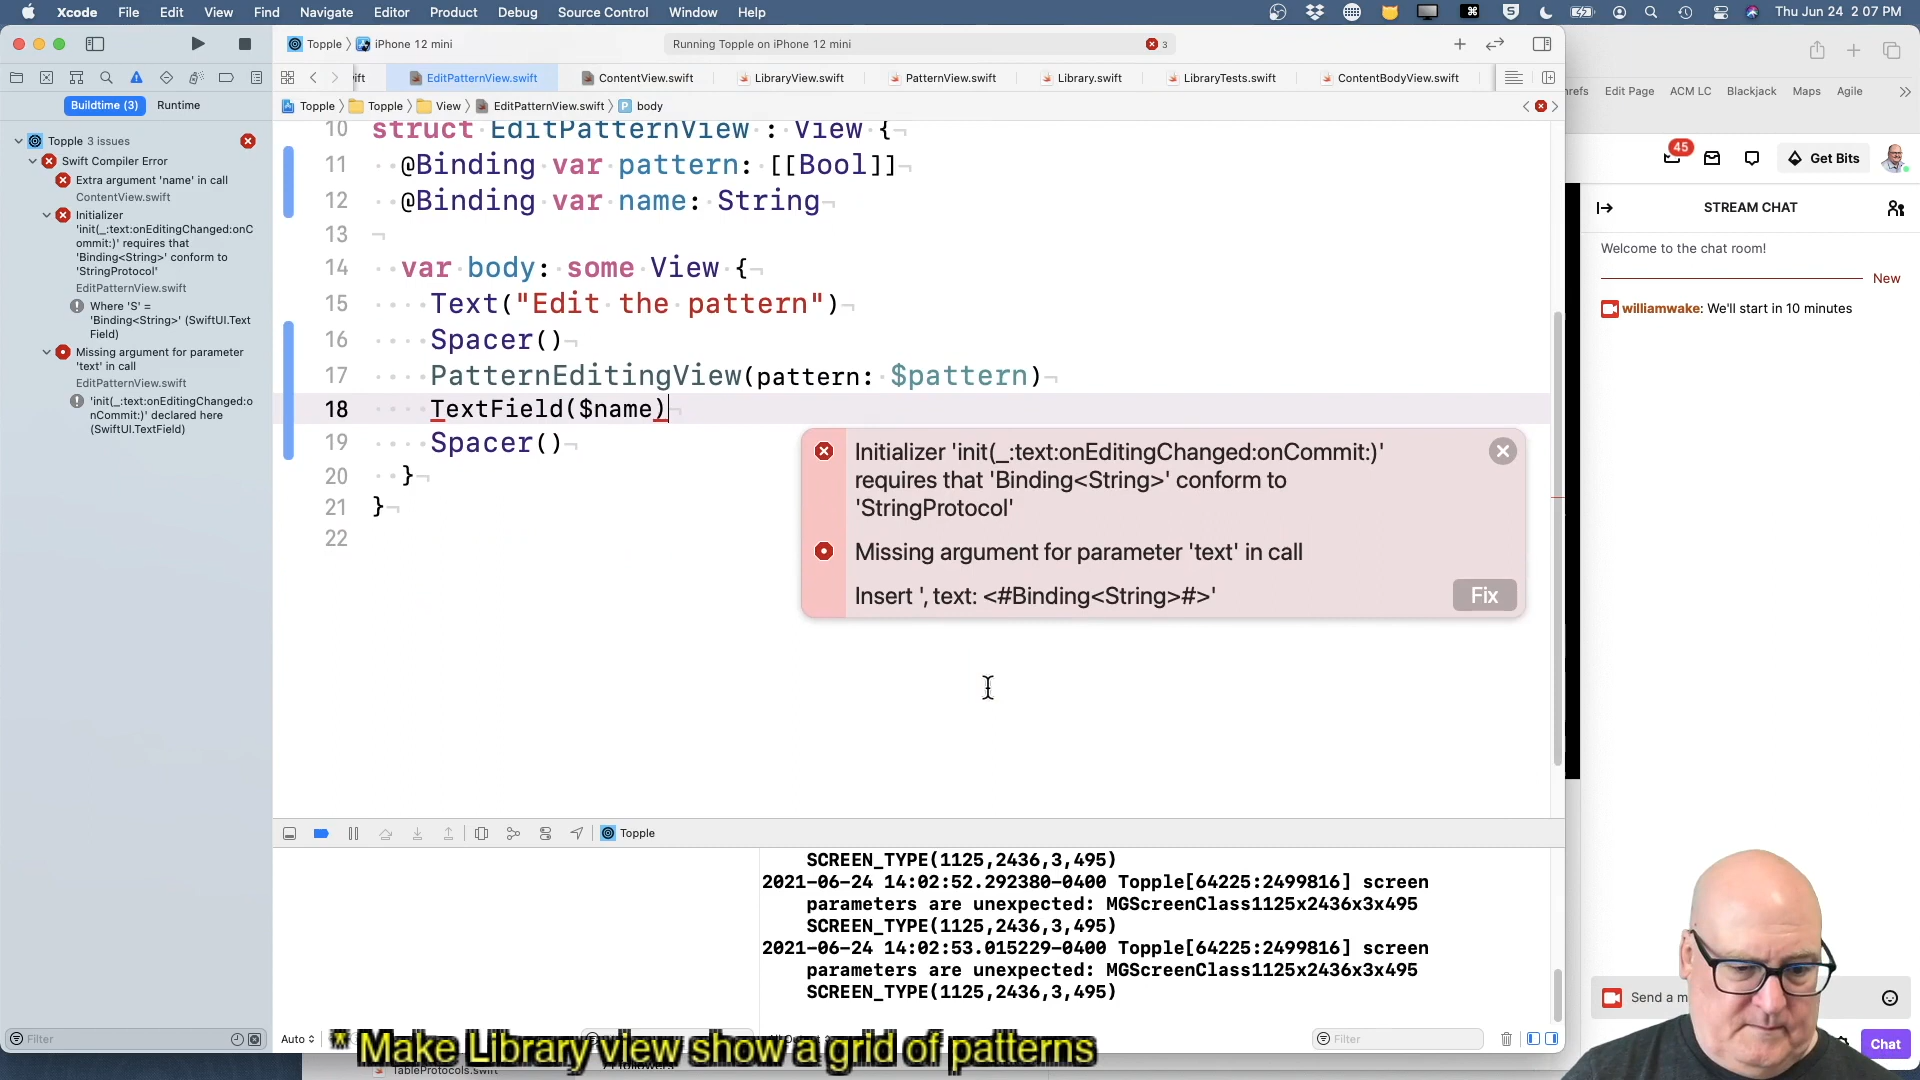 Xcode File Edit View Find Navigate Editor Product Debug Source Control Window Help Thu Jun 24 2:07 PM
Topple iPhone 12 mini Running Topple on iPhone 12 mini 3
ift EditPatternView.swift ContentView.swift LibraryView.swift PatternView.swift Library.swift LibraryTests.swift ContentBodyView.swift
hrefs Edit Page ACM LC Blackjack Maps Agile
Buildtime (3) Runtime
Topple Topple View EditPatternView.swift P body
Topple 3 issues
Swift Compiler Error
Extra argument 'name' in call
ContentView.swift
Initializer
'init(_:text:onEditingChanged:onC
ommit:)' requires that
'Binding<String>' conform to
'StringProtocol'
EditPatternView.swift
Where 'S' =
'Binding<String>' (SwiftUI.Text
Field)
Missing argument for parameter
'text' in call
EditPatternView.swift
'init(_:text:onEditingChanged:o
nCommit:)' declared here
(SwiftUI.TextField)
10 struct EditPatternView : View {
11 @Binding var pattern: [[Bool]]
12 @Binding var name: String
13
14 var body: some View {
15 Text("Edit the pattern")
16 Spacer()
17 PatternEditingView(pattern: $pattern)
18 TextField($name)
19 Spacer()
20 }
21 }
22
Initializer 'init(_:text:onEditingChanged:onCommit:)'
requires that 'Binding<String>' conform to
'StringProtocol'
Missing argument for parameter 'text' in call
Insert ', text: <#Binding<String>#>'
Fix
45
Get Bits
STREAM CHAT
Welcome to the chat room!
New
williamwake: We'll start in 10 minutes
Send a m
Chat
Topple
SCREEN_TYPE(1125,2436,3,495)
2021-06-24 14:02:52.292380-0400 Topple[64225:2499816] screen
parameters are unexpected: MGScreenClass1125x2436x3x495
SCREEN_TYPE(1125,2436,3,495)
2021-06-24 14:02:53.015229-0400 Topple[64225:2499816] screen
parameters are unexpected: MGScreenClass1125x2436x3x495
SCREEN_TYPE(1125,2436,3,495)
Filter
Auto
Filter
* Make Library view show a grid of patterns
TableProtocols.swift